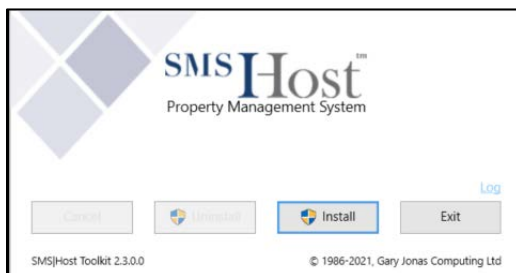 SMS|Host™
Property Management System
Log
Cancel
Uninstall
Install
Exit
SMS|Host Toolkit 2.3.0.0
© 1986-2021, Gary Jonas Computing Ltd